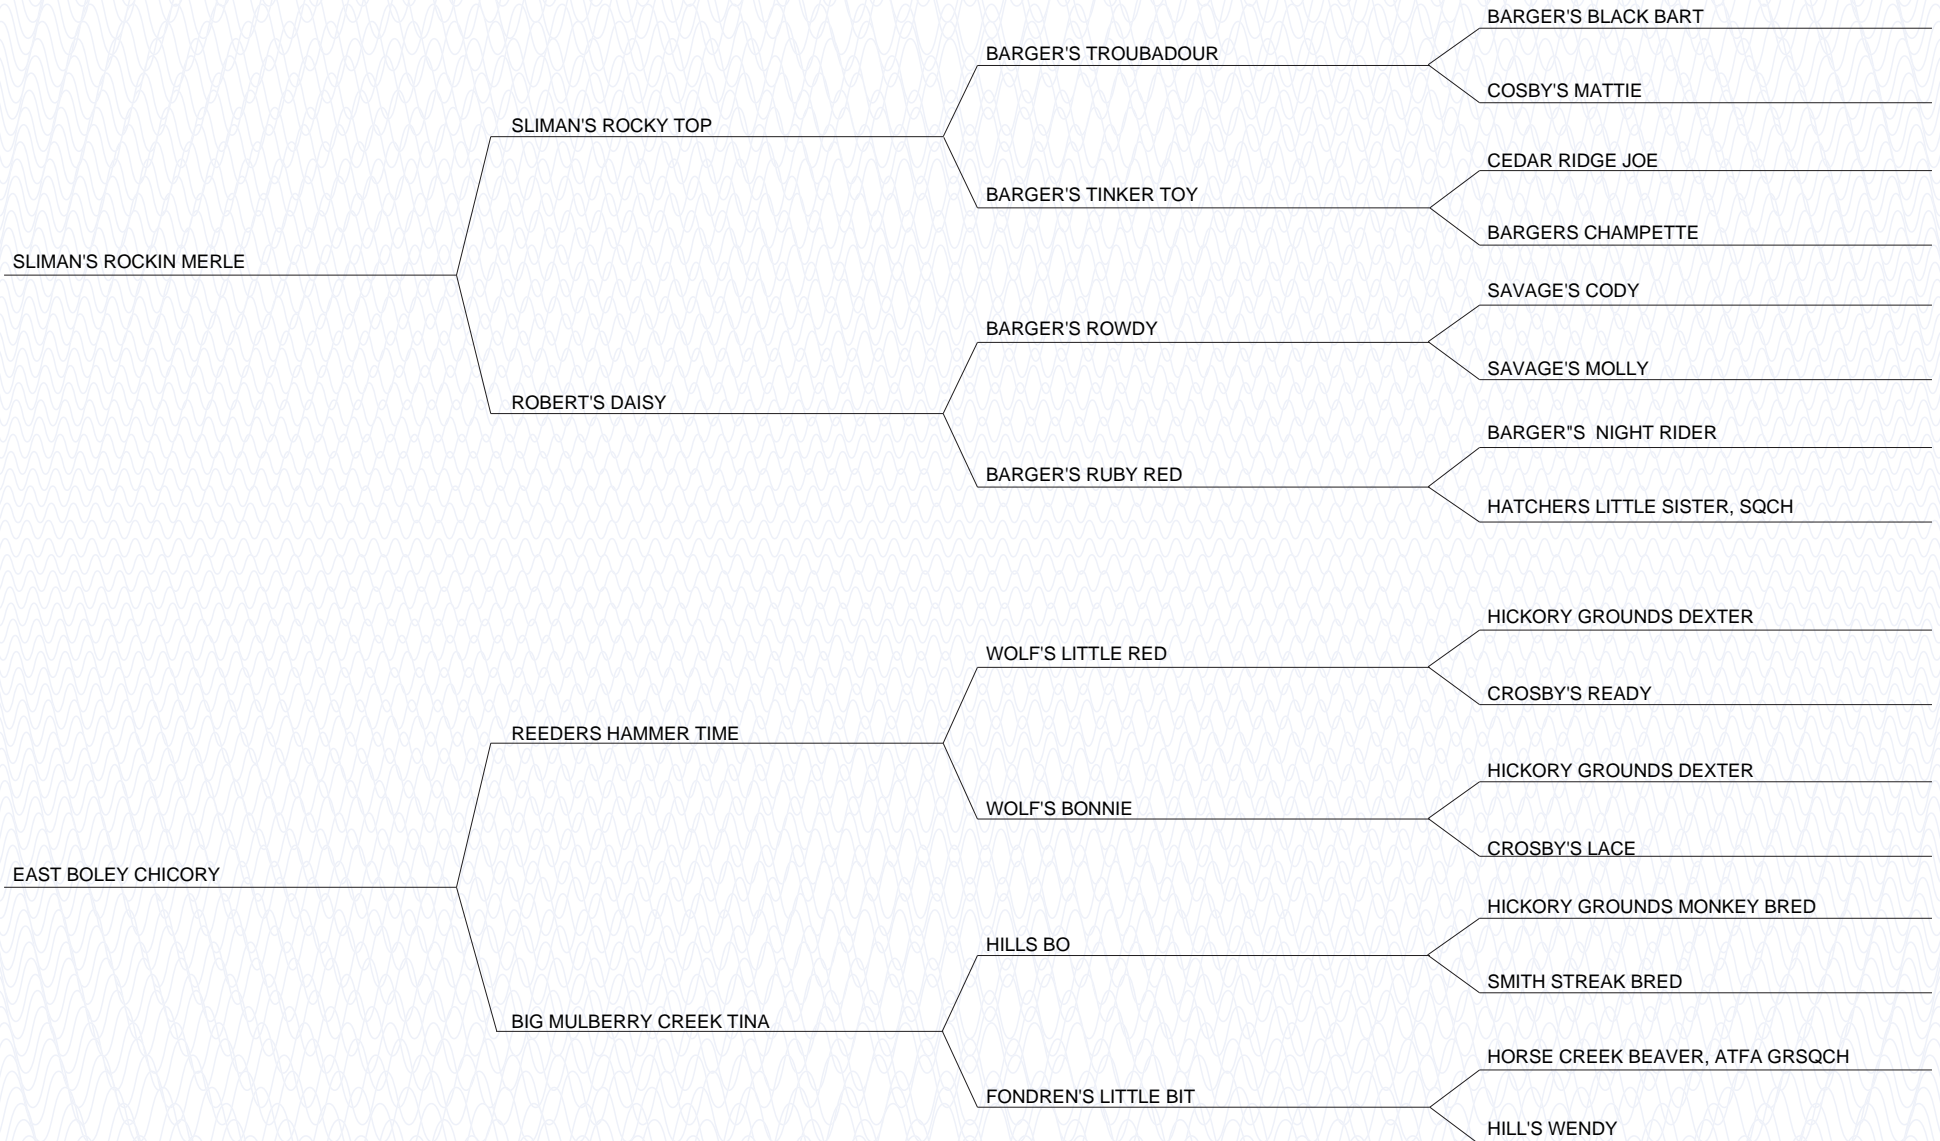 BARGER'S BLACK BART
BARGER'S TROUBADOUR
COSBY'S MATTIE
SLIMAN'S ROCKY TOP
CEDAR RIDGE JOE
BARGER'S TINKER TOY
BARGERS CHAMPETTE
SLIMAN'S ROCKIN MERLE
SAVAGE'S CODY
BARGER'S ROWDY
SAVAGE'S MOLLY
ROBERT'S DAISY
BARGER"S  NIGHT RIDER
BARGER'S RUBY RED
HATCHERS LITTLE SISTER, SQCH
HICKORY GROUNDS DEXTER
WOLF'S LITTLE RED
CROSBY'S READY
REEDERS HAMMER TIME
HICKORY GROUNDS DEXTER
WOLF'S BONNIE
CROSBY'S LACE
EAST BOLEY CHICORY
HICKORY GROUNDS MONKEY BRED
HILLS BO
SMITH STREAK BRED
BIG MULBERRY CREEK TINA
HORSE CREEK BEAVER, ATFA GRSQCH
FONDREN'S LITTLE BIT
HILL'S WENDY